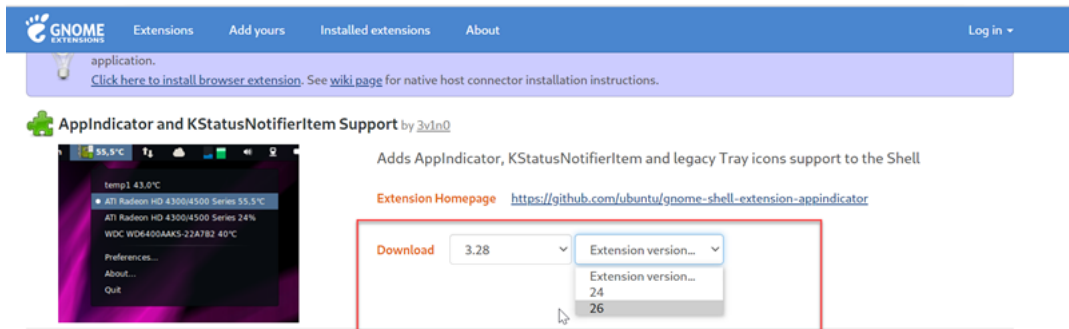 GNOME
EXTENSIONS
Extensions
Add yours
Installed extensions
About
Log in
application.
Click here to install browser extension. See wiki page for native host connector installation instructions.
AppIndicator and KStatusNotifierItem Support by 3v1n0
55,5°C
temp1 43,0°C
ATI Radeon HD 4300/4500 Series 55,5°C
ATI Radeon HD 4300/4500 Series 24%
WDC WD6400AAKS-22A7B2 40°C
Preferences...
About...
Quit
Adds AppIndicator, KStatusNotifierItem and legacy Tray icons support to the Shell
Extension Homepage https://github.com/ubuntu/gnome-shell-extension-appindicator
Download 3.28 Extension version...
Extension version...
24
26